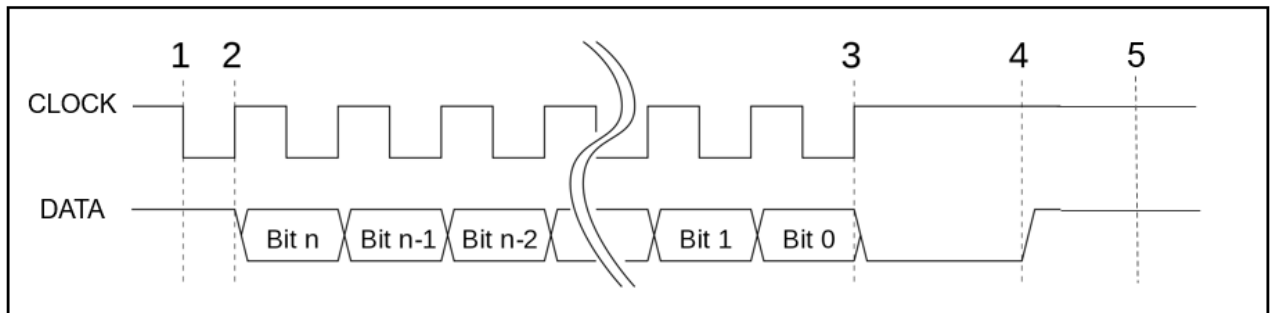 1 2 3 4 5
CLOCK
DATA
Bit n Bit n-1 Bit n-2 Bit 1 Bit 0